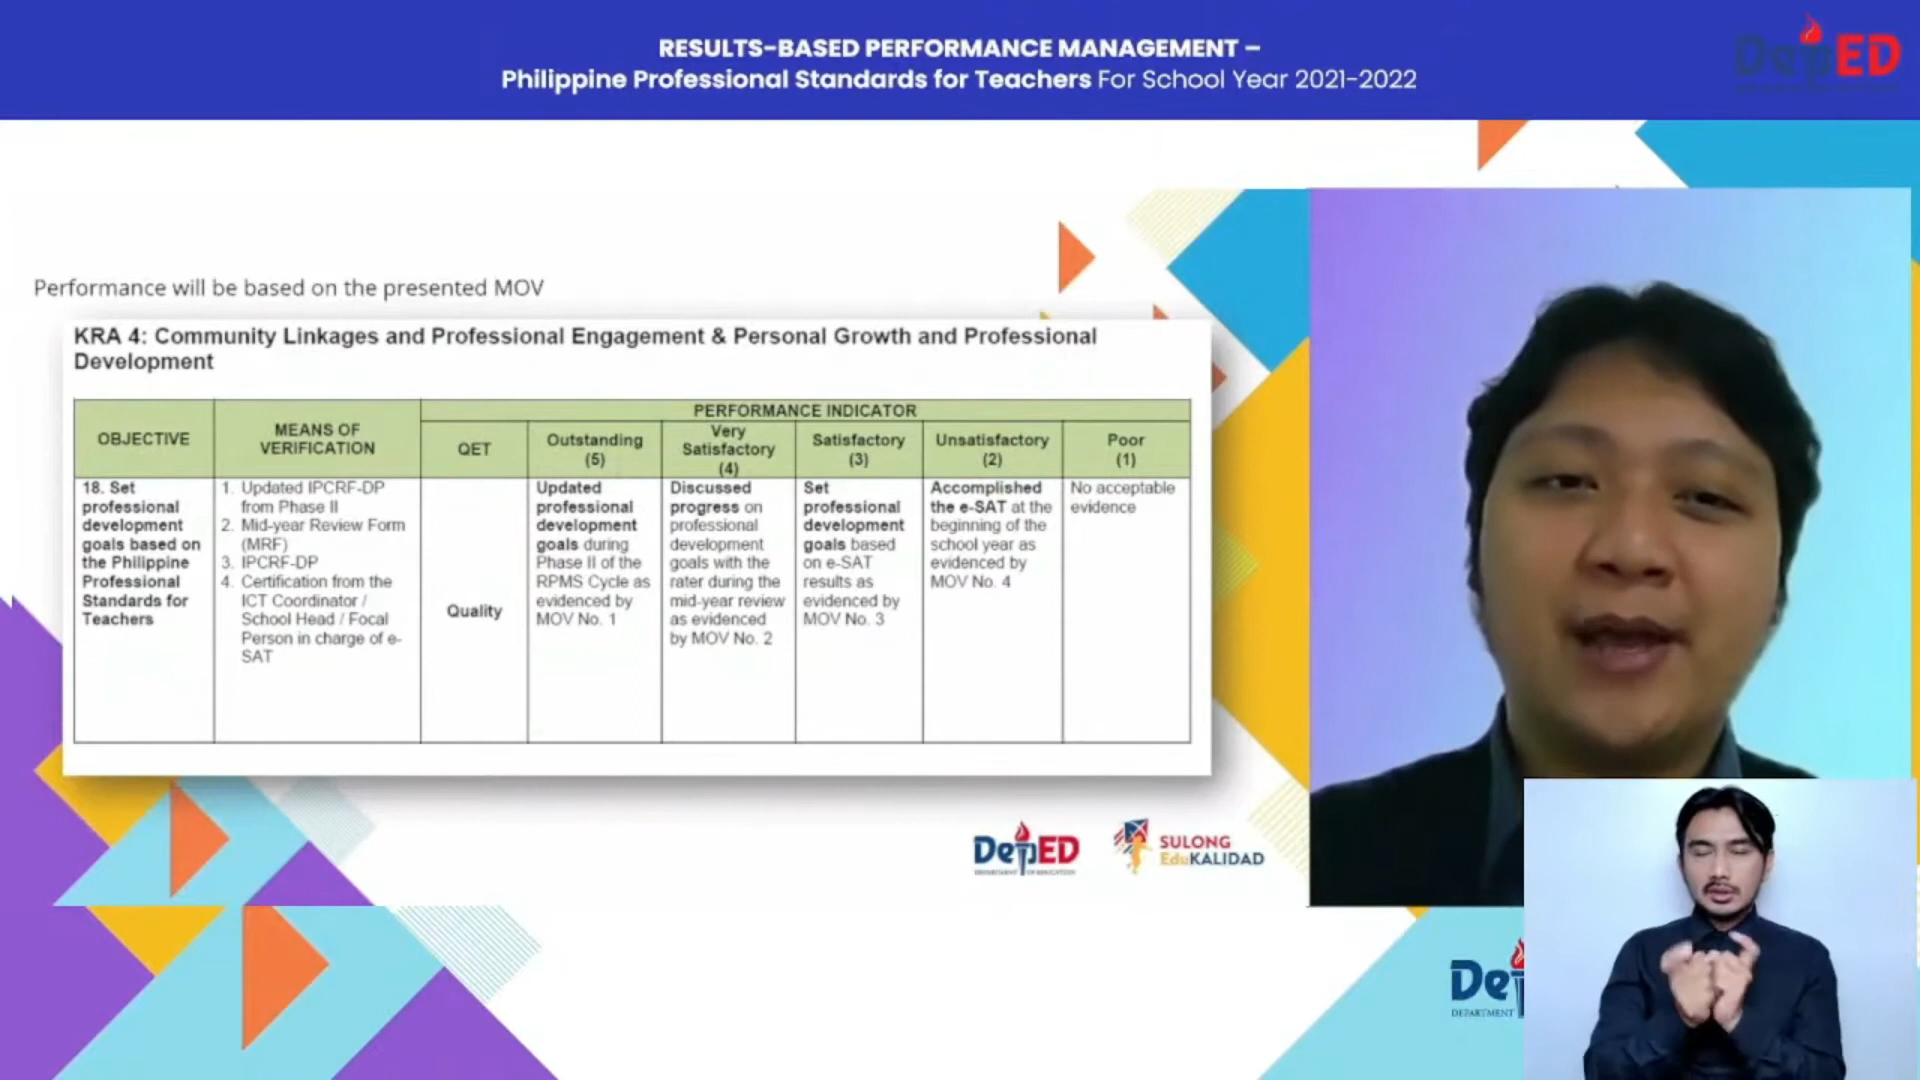 RESULTS-BASED PERFORMANCE MANAGEMENT –
Philippine Professional Standards for Teachers For School Year 2021-2022
DepED
Performance will be based on the presented MOV
KRA 4: Community Linkages and Professional Engagement & Personal Growth and Professional
Development
OBJECTIVE
MEANS OF
VERIFICATION
PERFORMANCE INDICATOR
QET
Outstanding
(5)
Very
Satisfactory
(4)
Satisfactory
(3)
Unsatisfactory
(2)
Poor
(1)
18. Set
professional
development
goals based on
the Philippine
Professional
Standards for
Teachers
1. Updated IPCRF-DP
from Phase II
2. Mid-year Review Form
(MRF)
3. IPCRF-DP
4. Certification from the
ICT Coordinator /
School Head / Focal
Person in charge of e-
SAT
Quality
Updated
professional
development
goals during
Phase II of the
RPMS Cycle as
evidenced by
MOV No. 1
Discussed
progress on
professional
development
goals with the
rater during the
mid-year review
as evidenced
by MOV No. 2
Set
professional
development
goals based
on e-SAT
results as
evidenced by
MOV No. 3
Accomplished
the e-SAT at the
beginning of the
school year as
evidenced by
MOV No. 4
No acceptable
evidence
DepED
DEPARTMENT OF EDUCATION
SULONG
EduKALIDAD
De
DEPARTMENT